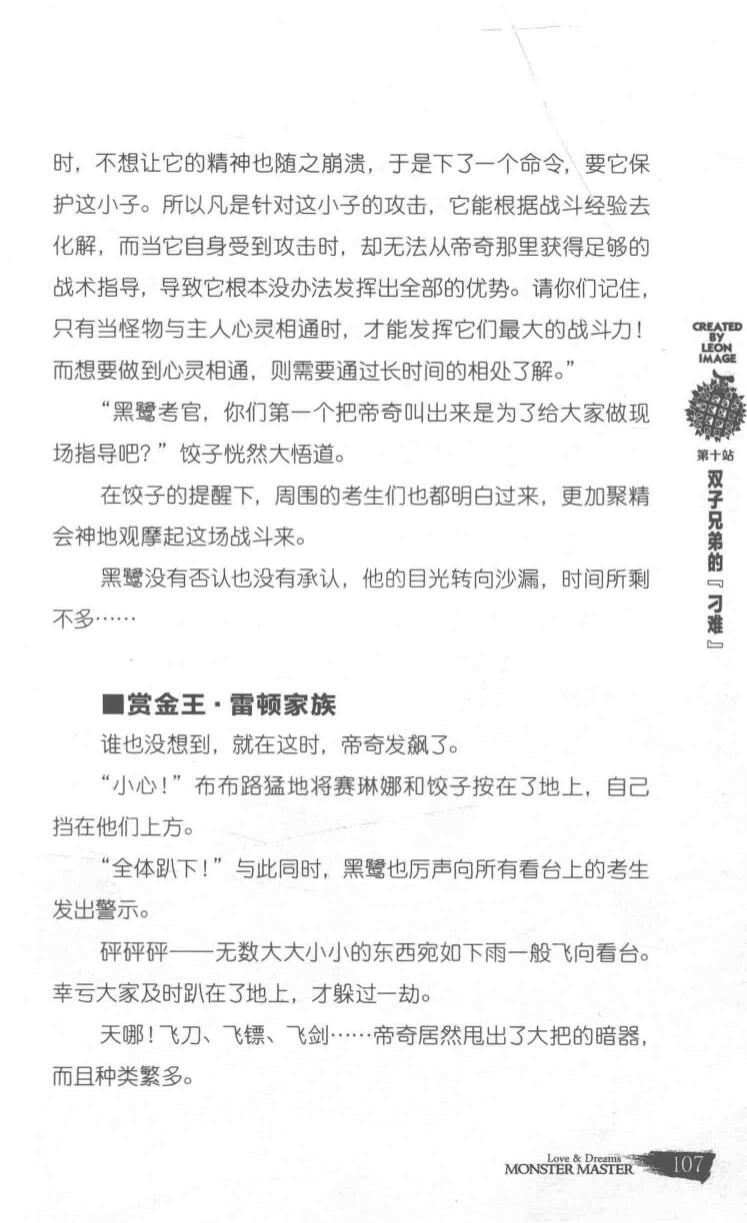 时，不想让它的精神也随之崩溃，于是下了一个命令，要它保
护这小子。所以凡是针对这小子的攻击，它能根据战斗经验去
化解，而当它自身受到攻击时，却无法从帝奇那里获得足够的
战术指导，导致它根本没办法发挥出全部的优势。请你们记住，
只有当怪物与主人心灵相通时，才能发挥它们最大的战斗力！
而想要做到心灵相通，则需要通过长时间的相处了解。”
“黑鹭考官，你们第一个把帝奇叫出来是为了给大家做现
场指导吧？”饺子恍然大悟道。
在饺子的提醒下，周围的考生们也都明白过来，更加聚精
会神地观摩起这场战斗来。
黑鹭没有否认也没有承认，他的目光转向沙漏，时间所剩
不多……
■赏金王·雷顿家族
谁也没想到，就在这时，帝奇发飙了。
“小心！”布布路猛地将赛琳娜和饺子按在了地上，自己
挡在他们上方。
“全体趴下！”与此同时，黑鹭也厉声向所有看台上的考生
发出警示。
砰砰砰——无数大大小小的东西宛如下雨一般飞向看台。
幸亏大家及时趴在了地上，才躲过一劫。
天哪！飞刀、飞镖、飞剑……帝奇居然甩出了大把的暗器，
而且种类繁多。
CREATED
BY
LEON
IMAGE
第十站
双子兄弟的『刁难』
Love & Dreams
MONSTER MASTER
107